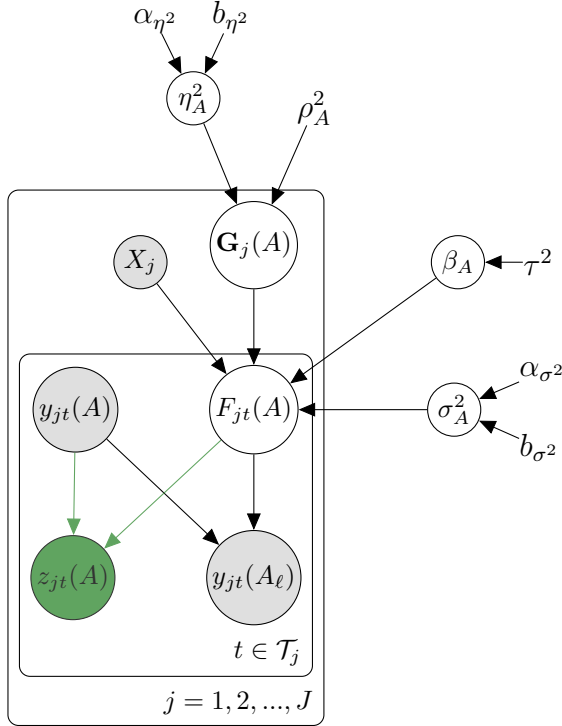 α_{η²} b_{η²}
η²_A
ρ²_A
G_j(A)
X_j
β_A
τ²
y_{jt}(A)
F_{jt}(A)
σ²_A
α_{σ²}
b_{σ²}
z_{jt}(A)
y_{jt}(A_ℓ)
t ∈ 𝒯_j
j = 1, 2, ..., J